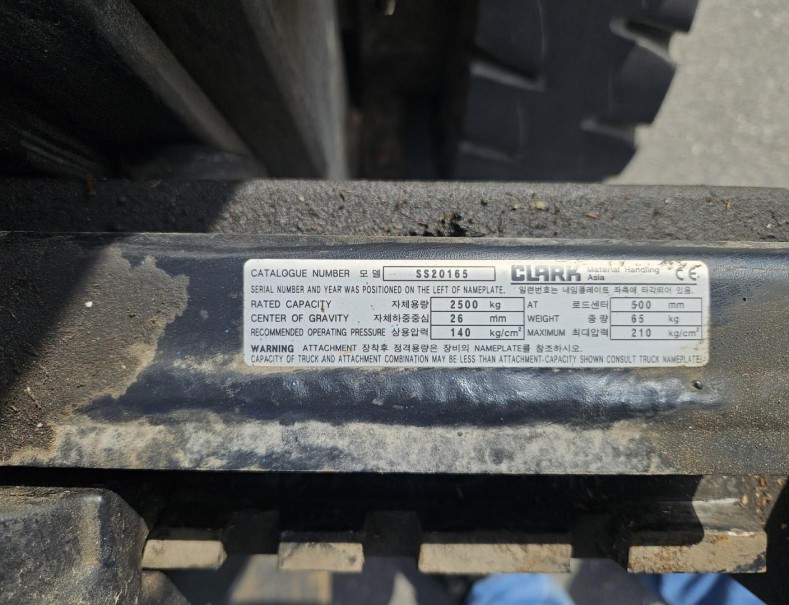 CATALOGUE NUMBER 모델 SS20165 CLARK Material Handling Asia CE
SERIAL NUMBER AND YEAR WAS POSITIONED ON THE LEFT OF NAMEPLATE. 일련번호는 네임플레이트 좌측에 타각되어 있음.
RATED CAPACITY 자체용량 2500 kg AT 로드센터 500 mm
CENTER OF GRAVITY 자체하중중심 26 mm WEIGHT 중량 65 kg
RECOMMENDED OPERATING PRESSURE 상용압력 140 kg/cm² MAXIMUM 최대압력 210 kg/cm²
WARNING ATTACHMENT 장착후 정격용량은 장비의 NAMEPLATE를 참조하시오.
CAPACITY OF TRUCK AND ATTACHMENT COMBINATION MAY BE LESS THAN ATTACHMENT-CAPACITY SHOWN CONSULT TRUCK NAMEPLATE.